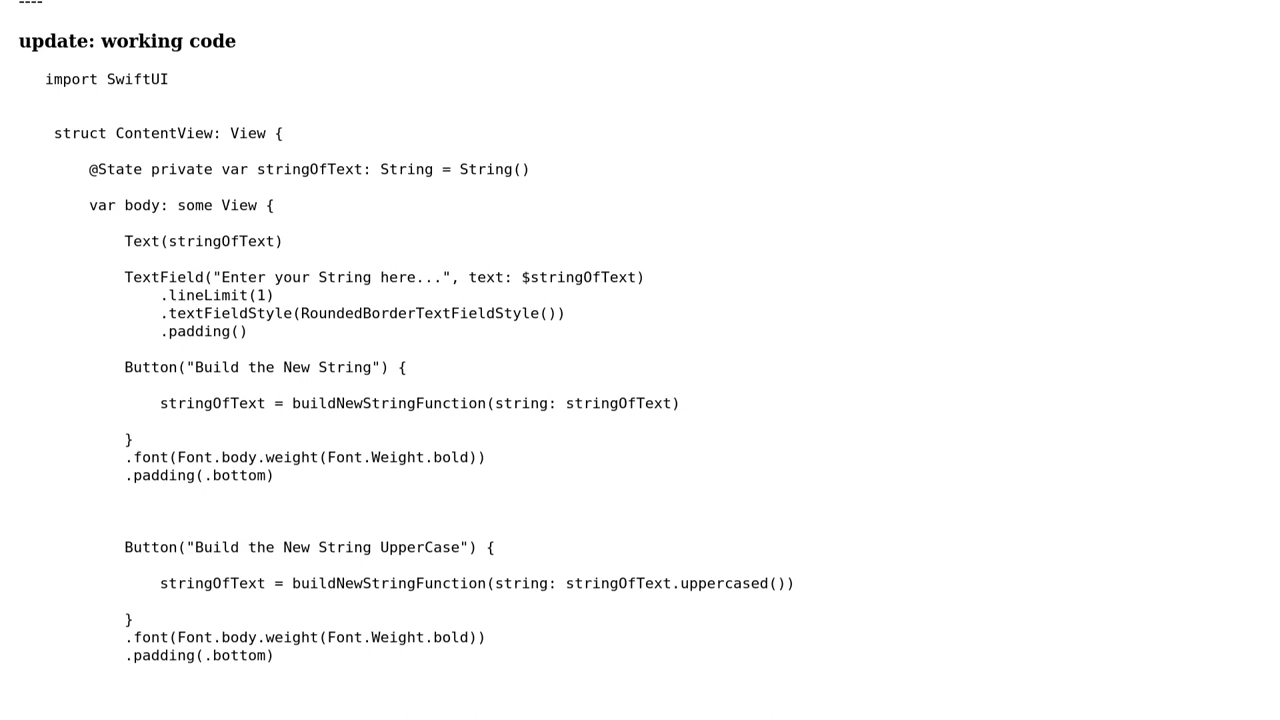 ----
update: working code
import SwiftUI
struct ContentView: View {
@State private var stringOfText: String = String()
var body: some View {
Text(stringOfText)
TextField("Enter your String here...", text: $stringOfText)
.lineLimit(1)
.textFieldStyle(RoundedBorderTextFieldStyle())
.padding()
Button("Build the New String") {
stringOfText = buildNewStringFunction(string: stringOfText)
}
.font(Font.body.weight(Font.Weight.bold))
.padding(.bottom)
Button("Build the New String UpperCase") {
stringOfText = buildNewStringFunction(string: stringOfText.uppercased())
}
.font(Font.body.weight(Font.Weight.bold))
.padding(.bottom)